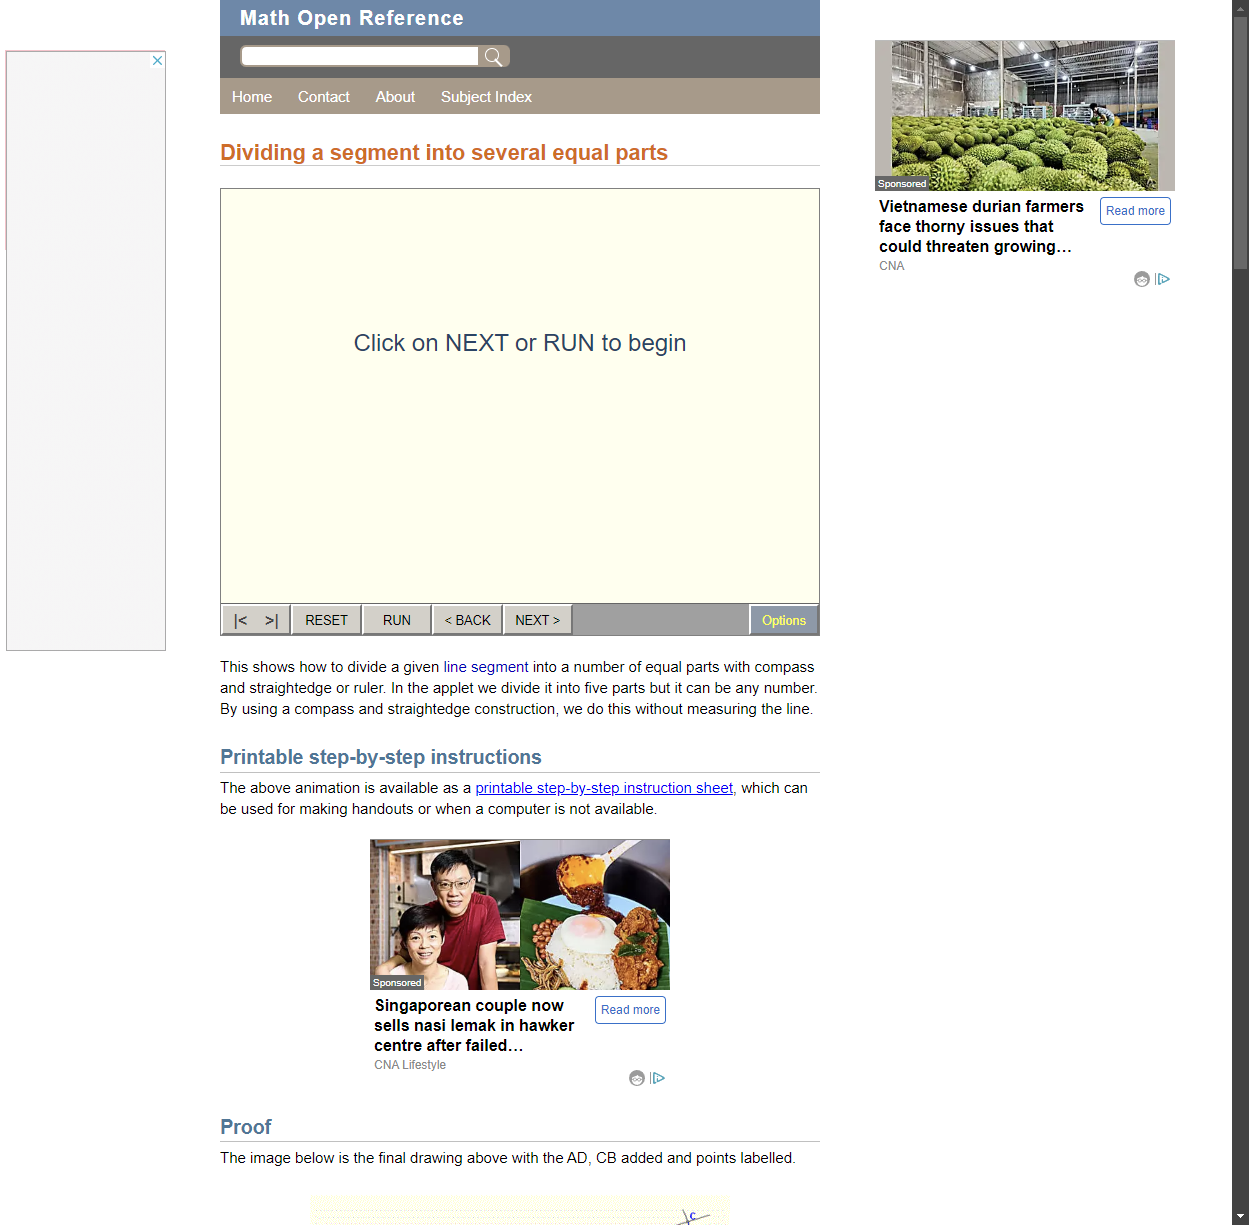 Math Open Reference
Home Contact About Subject Index
Dividing a segment into several equal parts
Click on NEXT or RUN to begin
|< >| RESET RUN < BACK NEXT > Options
This shows how to divide a given line segment into a number of equal parts with compass
and straightedge or ruler. In the applet we divide it into five parts but it can be any number.
By using a compass and straightedge construction, we do this without measuring the line.
Printable step-by-step instructions
The above animation is available as a printable step-by-step instruction sheet, which can
be used for making handouts or when a computer is not available.
Sponsored
Singaporean couple now
sells nasi lemak in hawker
centre after failed...
Read more
CNA Lifestyle
Proof
The image below is the final drawing above with the AD, CB added and points labelled.
c
Sponsored
Vietnamese durian farmers
face thorny issues that
could threaten growing...
Read more
CNA